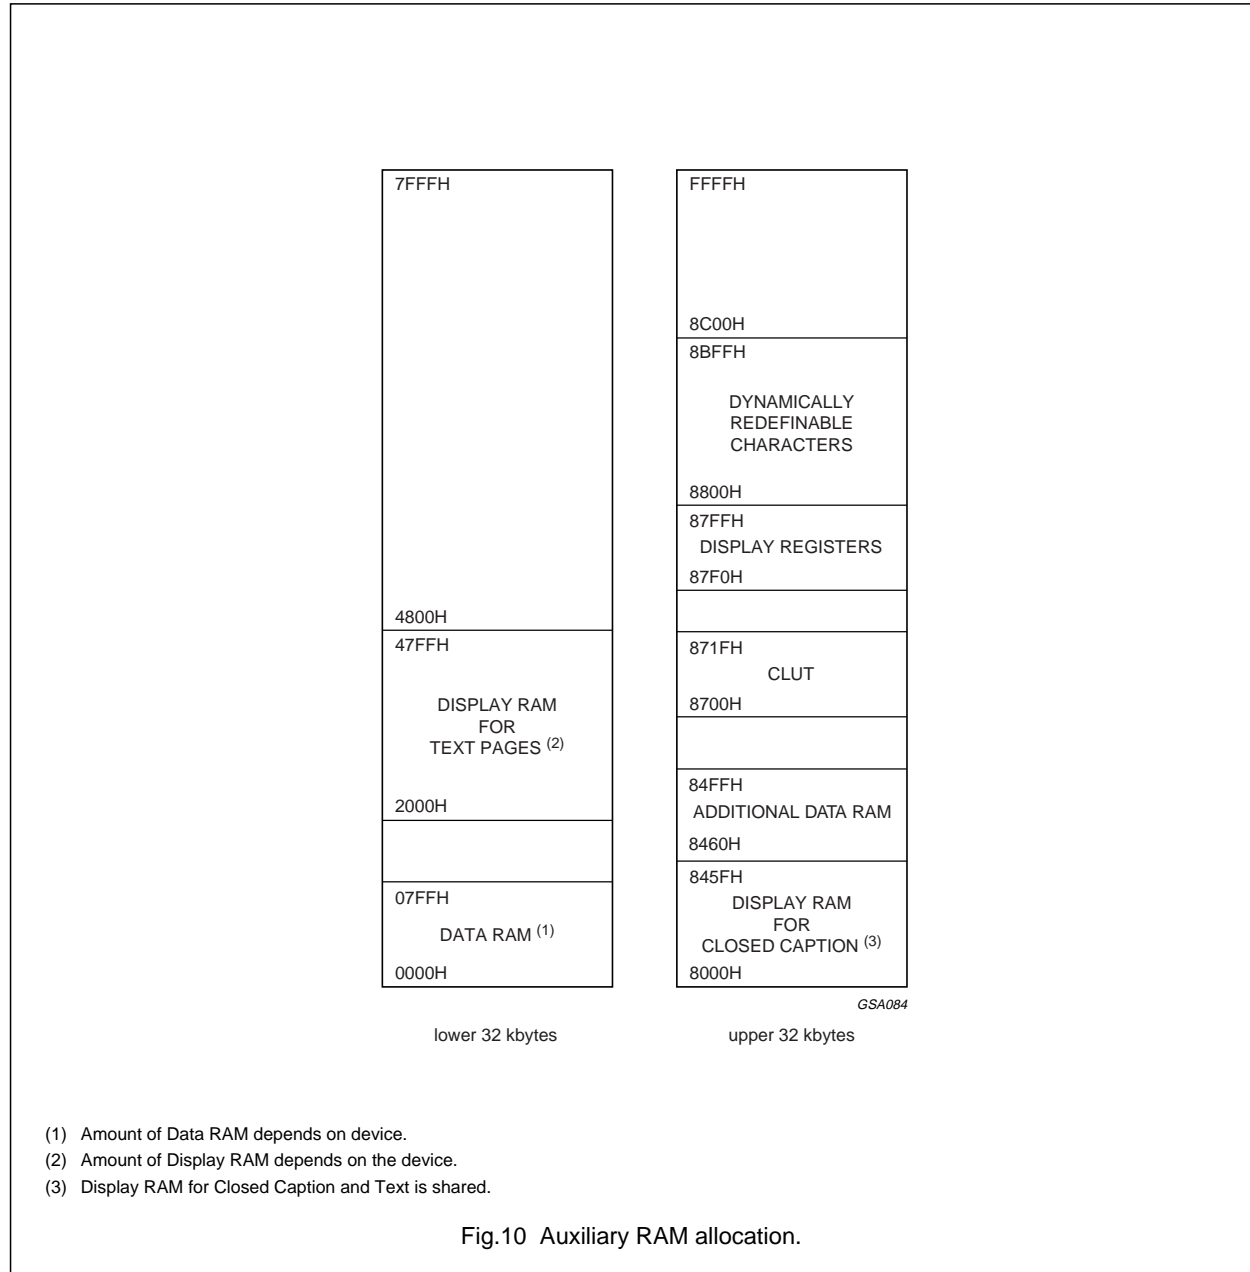 7FFFH
4800H
47FFH
DISPLAY RAM
FOR
TEXT PAGES (2)
2000H
07FFH
DATA RAM (1)
0000H
lower 32 kbytes
FFFFH
8C00H
8BFFH
DYNAMICALLY
REDEFINABLE
CHARACTERS
8800H
87FFH
DISPLAY REGISTERS
87F0H
871FH
CLUT
8700H
84FFH
ADDITIONAL DATA RAM
8460H
845FH
DISPLAY RAM
FOR
CLOSED CAPTION (3)
8000H
GSA084
upper 32 kbytes
(1) Amount of Data RAM depends on device.
(2) Amount of Display RAM depends on the device.
(3) Display RAM for Closed Caption and Text is shared.
Fig.10 Auxiliary RAM allocation.